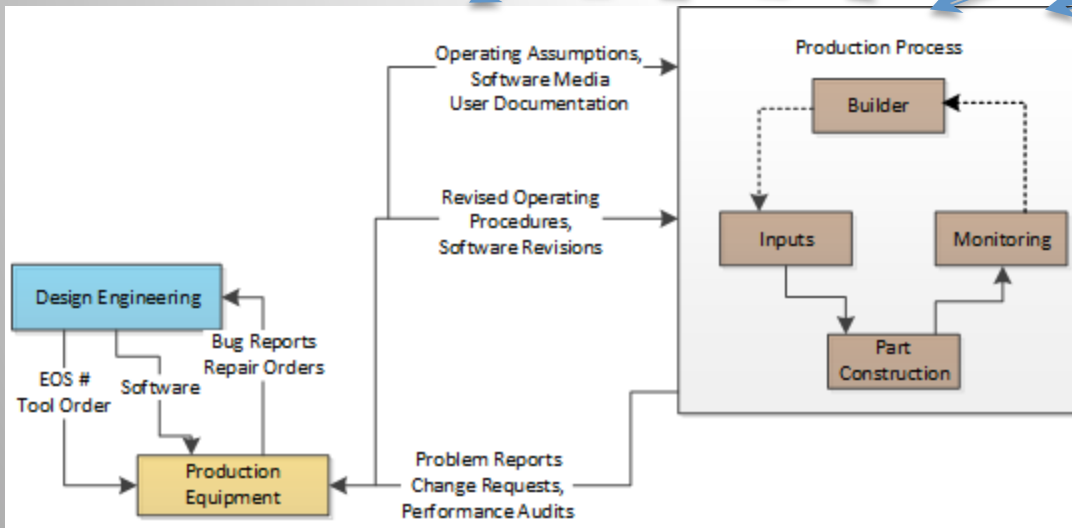 Operating Assumptions,
Software Media
User Documentation
Production Process
Builder
Revised Operating
Procedures,
Software Revisions
Inputs
Monitoring
Design Engineering
Bug Reports
Repair Orders
EOS #
Tool Order
Software
Part
Construction
Production
Equipment
Problem Reports
Change Requests,
Performance Audits